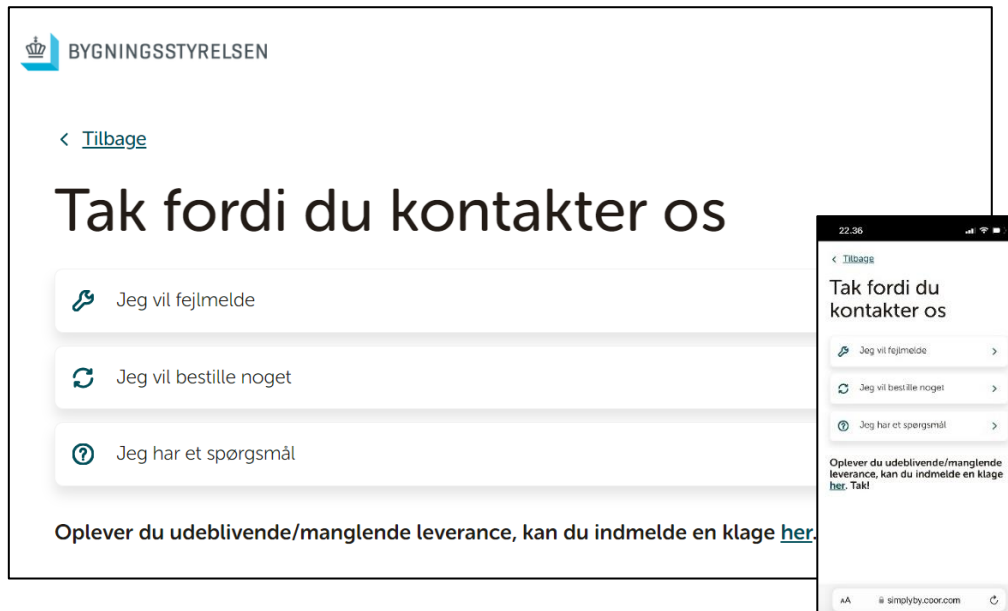 BYGNINGSSTYRELSEN
Tilbage
Tak fordi du kontakter os
Jeg vil fejlmelde
Jeg vil bestille noget
Jeg har et spørgsmål
Oplever du udeblivende/manglende leverance, kan du indmelde en klage her.
22.36
Tilbage
Tak fordi du
kontakter os
Jeg vil fejlmelde
Jeg vil bestille noget
Jeg har et spørgsmål
Oplever du udeblivende/manglende
leverance, kan du indmelde en klage
her. Tak!
AA simplyby.coor.com